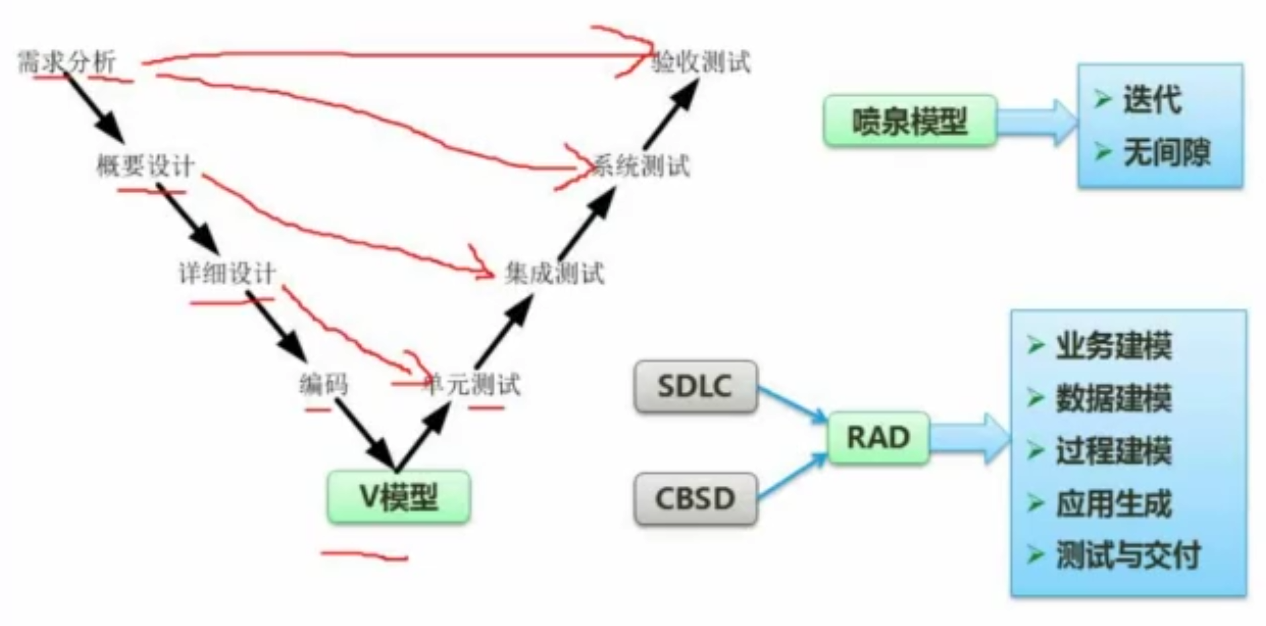 需求分析
验收测试
概要设计
系统测试
详细设计
集成测试
编码
单元测试
V模型
喷泉模型
迭代
无间隙
SDLC
CBSD
RAD
业务建模
数据建模
过程建模
应用生成
测试与交付